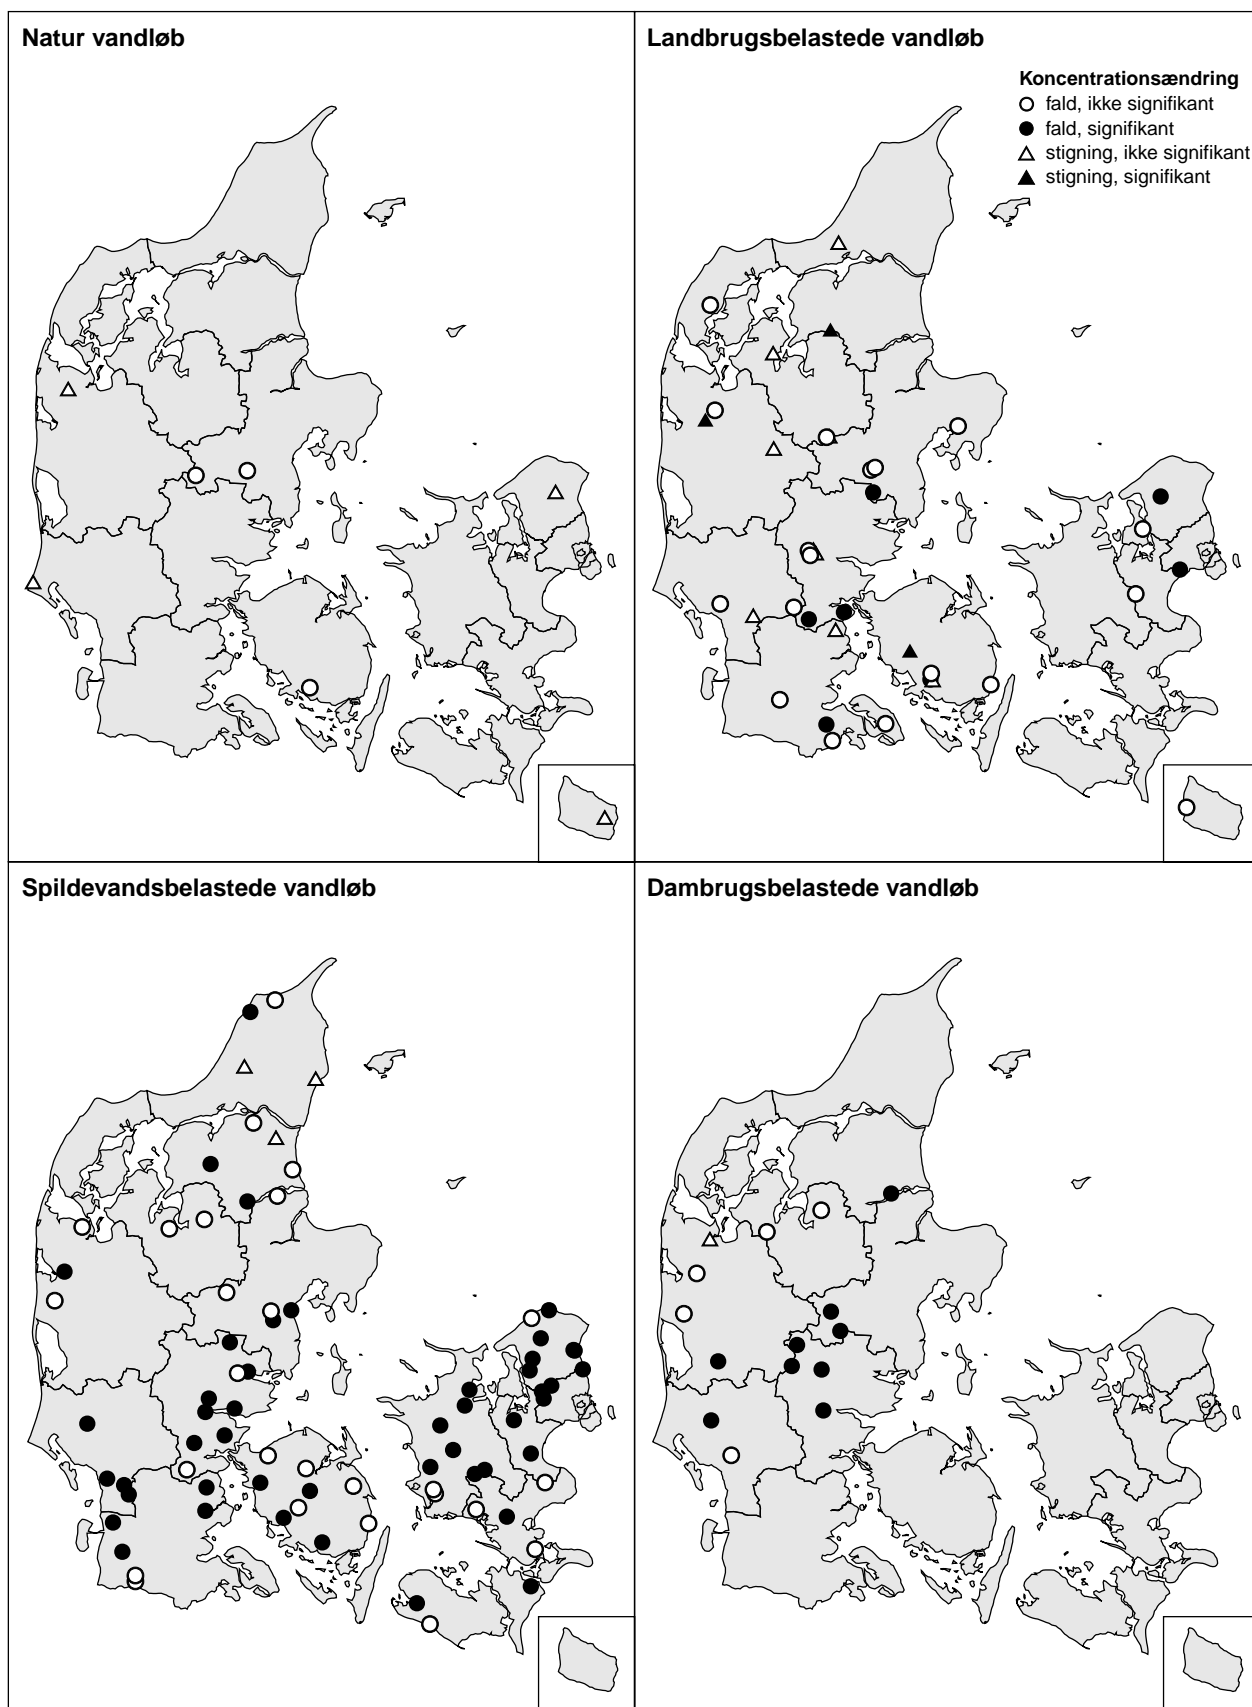 Natur vandløb
Landbrugsbelastede vandløb
Koncentrationsændring
fald, ikke signifikant
fald, signifikant
stigning, ikke signifikant
stigning, signifikant
Spildevandsbelastede vandløb
Dambrugsbelastede vandløb